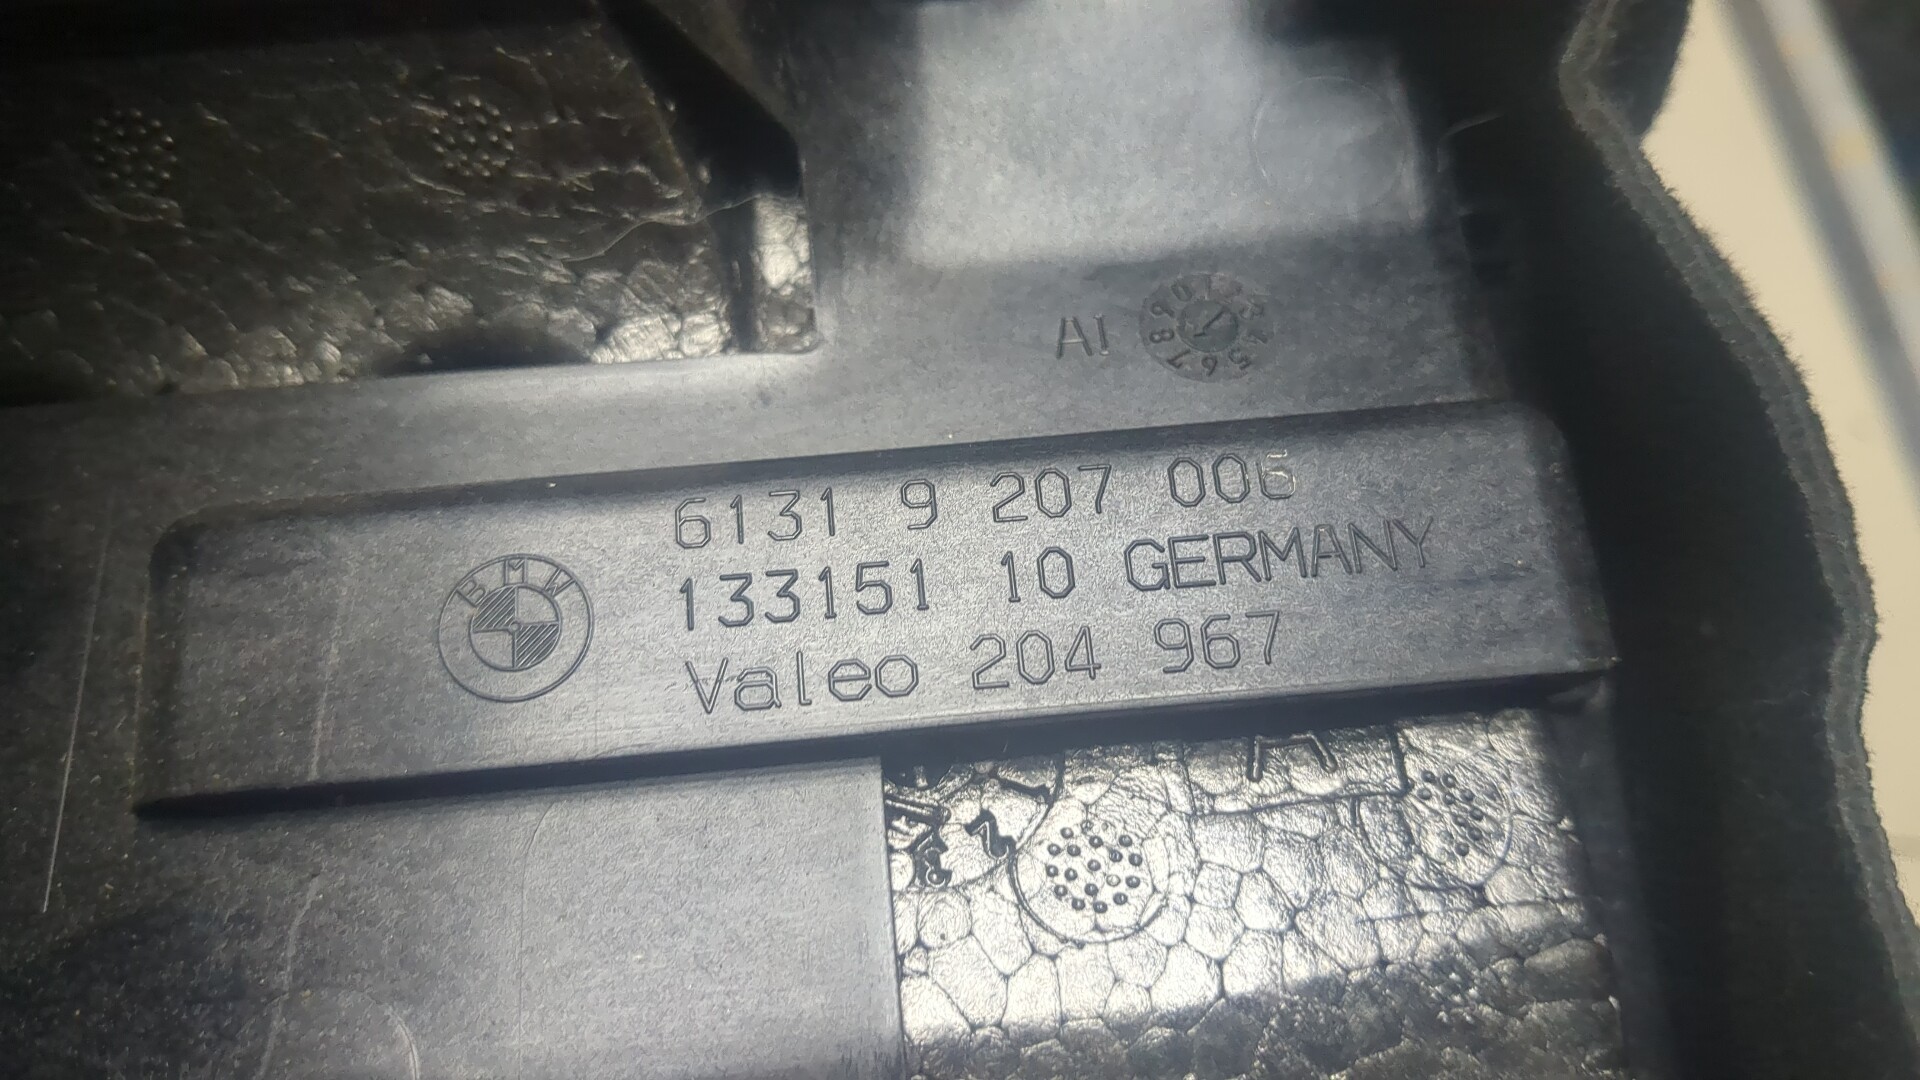 AI
6131 9 207 006
BMW
133151 10 GERMANY
Valeo 204 967